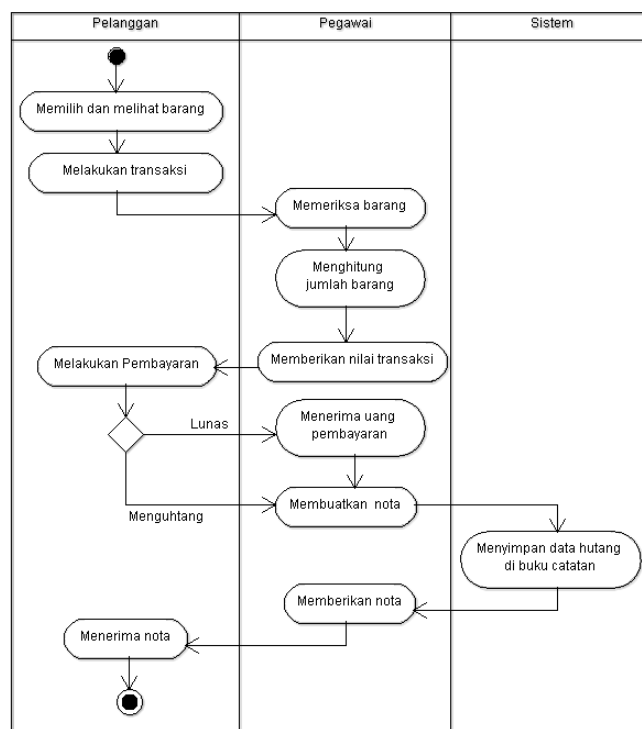 Pelanggan
Pegawai
Sistem
Memilih dan melihat barang
Melakukan transaksi
Memeriksa barang
Menghitung
jumlah barang
Memberikan nilai transaksi
Melakukan Pembayaran
Lunas
Menerima uang
pembayaran
Menguhtang
Membuatkan nota
Menyimpan data hutang
di buku catatan
Memberikan nota
Menerima nota